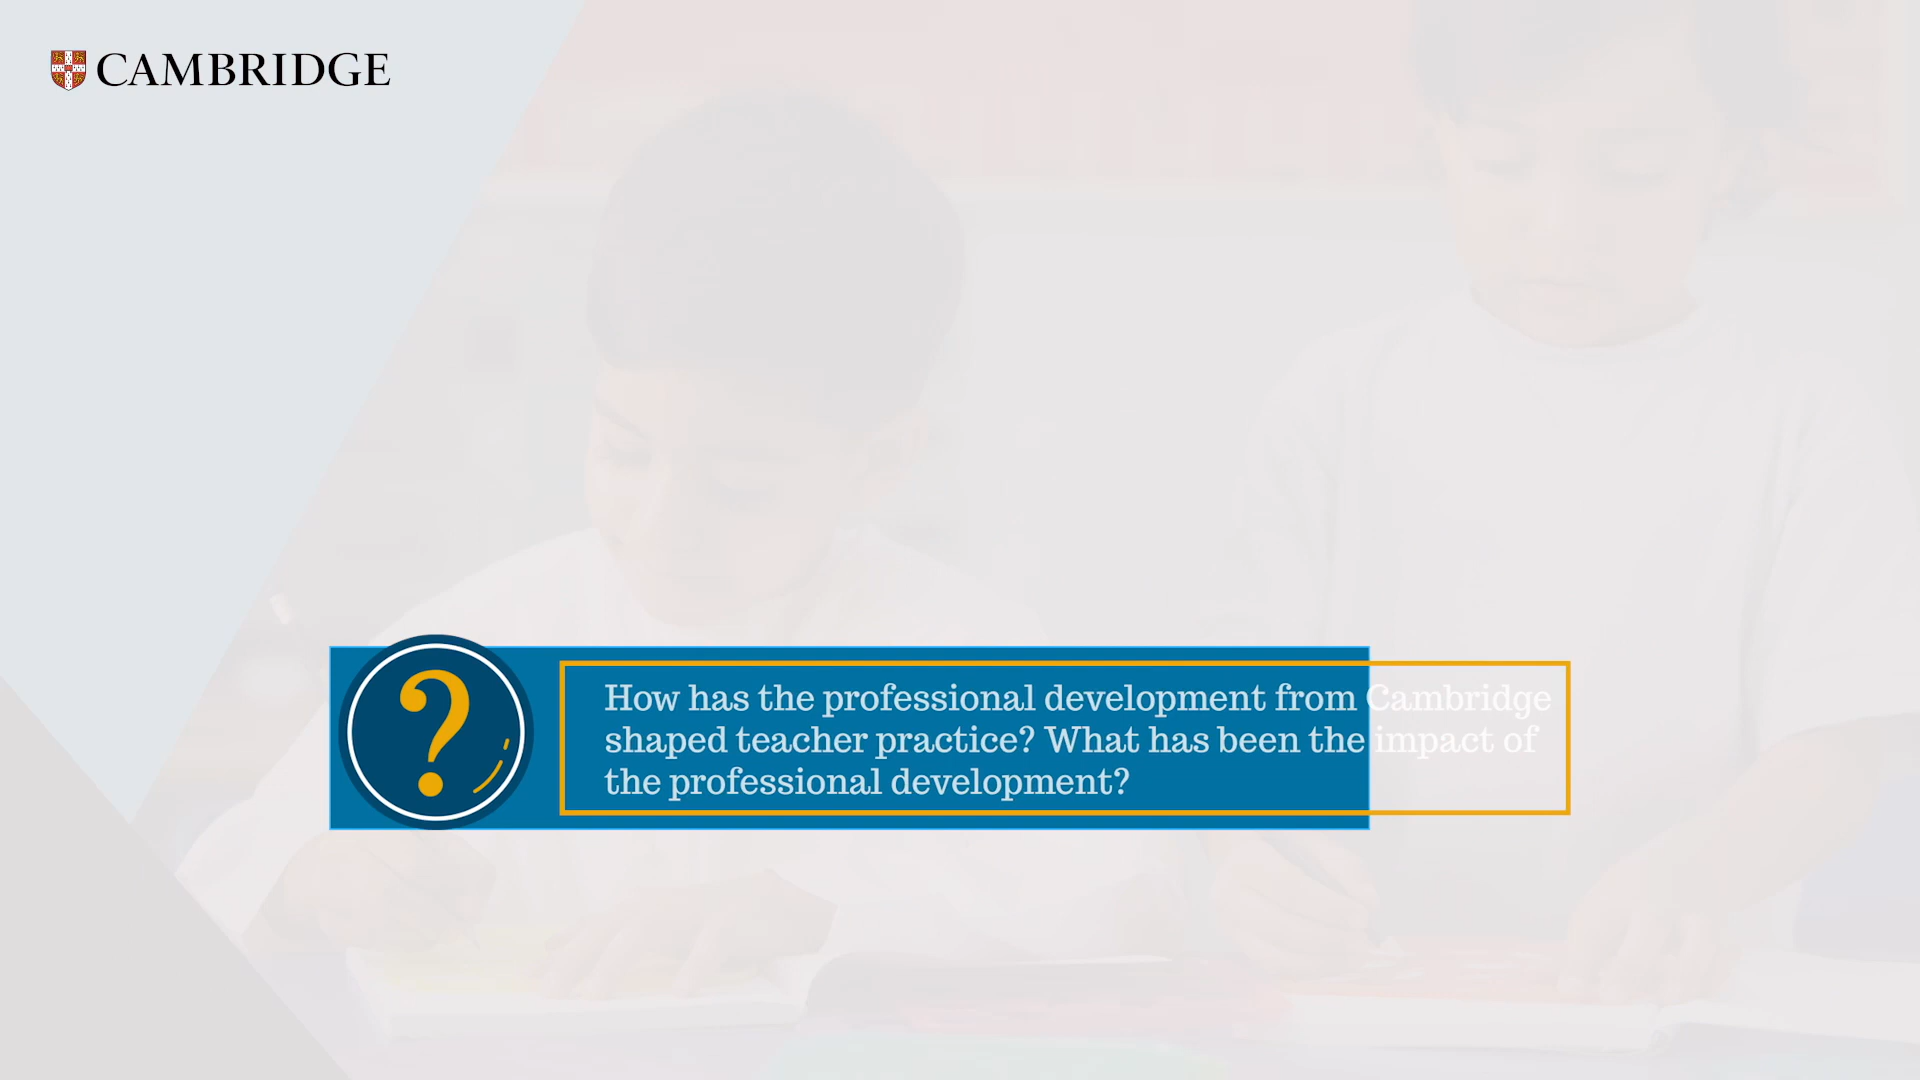 CAMBRIDGE
How has the professional development from Cambridge
shaped teacher practice? What has been the impact of
the professional development?